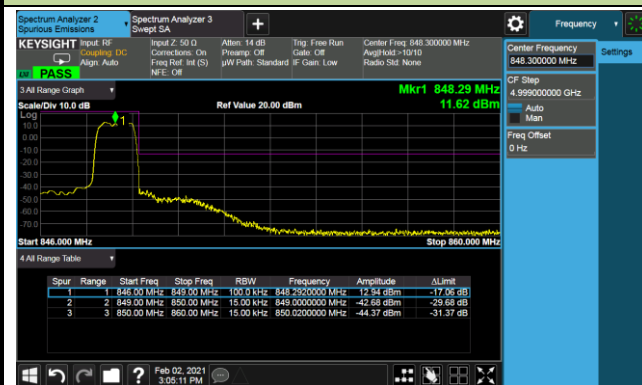 Spectrum Analyzer 2
Spurious Emissions
Spectrum Analyzer 3
Swept SA
Frequency
KEYSIGHT
Input: RF
Coupling: DC
Align: Auto
Input Z: 50 Ω
Corrections: On
Freq Ref: Int (S)
NFE: Off
Atten: 14 dB
Preamp: Off
µW Path: Standard
Trig: Free Run
Gate: Off
IF Gain: Low
Center Freq: 848.300000 MHz
Avg|Hold:>10/10
Radio Std: None
PASS
Center Frequency
848.300000 MHz
Settings
CF Step
4.999000000 GHz
Auto
Man
Freq Offset
0 Hz
3 All Range Graph
Mkr1 848.29 MHz
11.62 dBm
Scale/Div 10.0 dB
Ref Value 20.00 dBm
Log
10.0
0.00
-10.0
-20.0
-30.0
-40.0
-50.0
-60.0
1
Start 846.000 MHz
Stop 860.000 MHz
4 All Range Table
Spur Range Start Freq Stop Freq RBW Frequency Amplitude ΔLimit
1 1 846.00 MHz 849.00 MHz 100.0 kHz 848.2920000 MHz 12.94 dBm -17.06 dB
2 2 849.00 MHz 850.00 MHz 15.00 kHz 849.0000000 MHz -42.68 dBm -29.68 dB
3 3 850.00 MHz 860.00 MHz 15.00 kHz 850.0200000 MHz -44.37 dBm -31.37 dB
Feb 02, 2021
3:05:11 PM